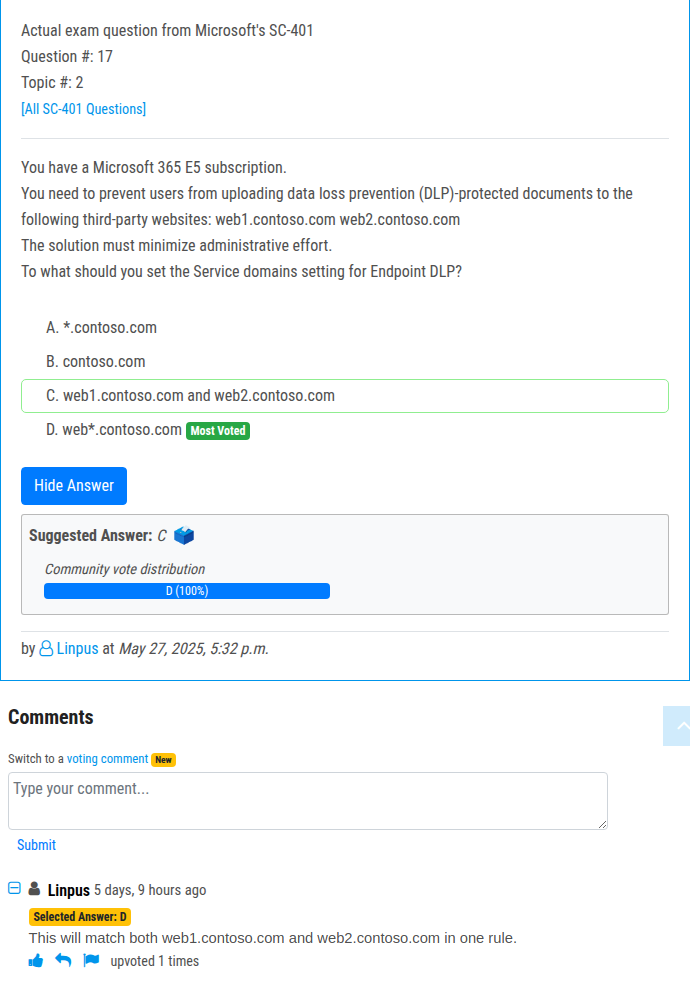 Actual exam question from Microsoft's SC-401
Question #: 17
Topic #: 2
[All SC-401 Questions]
You have a Microsoft 365 E5 subscription.
You need to prevent users from uploading data loss prevention (DLP)-protected documents to the
following third-party websites: web1.contoso.com web2.contoso.com
The solution must minimize administrative effort.
To what should you set the Service domains setting for Endpoint DLP?
A. *.contoso.com
B. contoso.com
C. web1.contoso.com and web2.contoso.com
D. web*.contoso.com Most Voted
Hide Answer
Suggested Answer: C
Community vote distribution
D (100%)
by Linpus at May 27, 2025, 5:32 p.m.
Comments
Switch to a voting comment New
Type your comment...
Submit
Linpus 5 days, 9 hours ago
Selected Answer: D
This will match both web1.contoso.com and web2.contoso.com in one rule.
upvoted 1 times